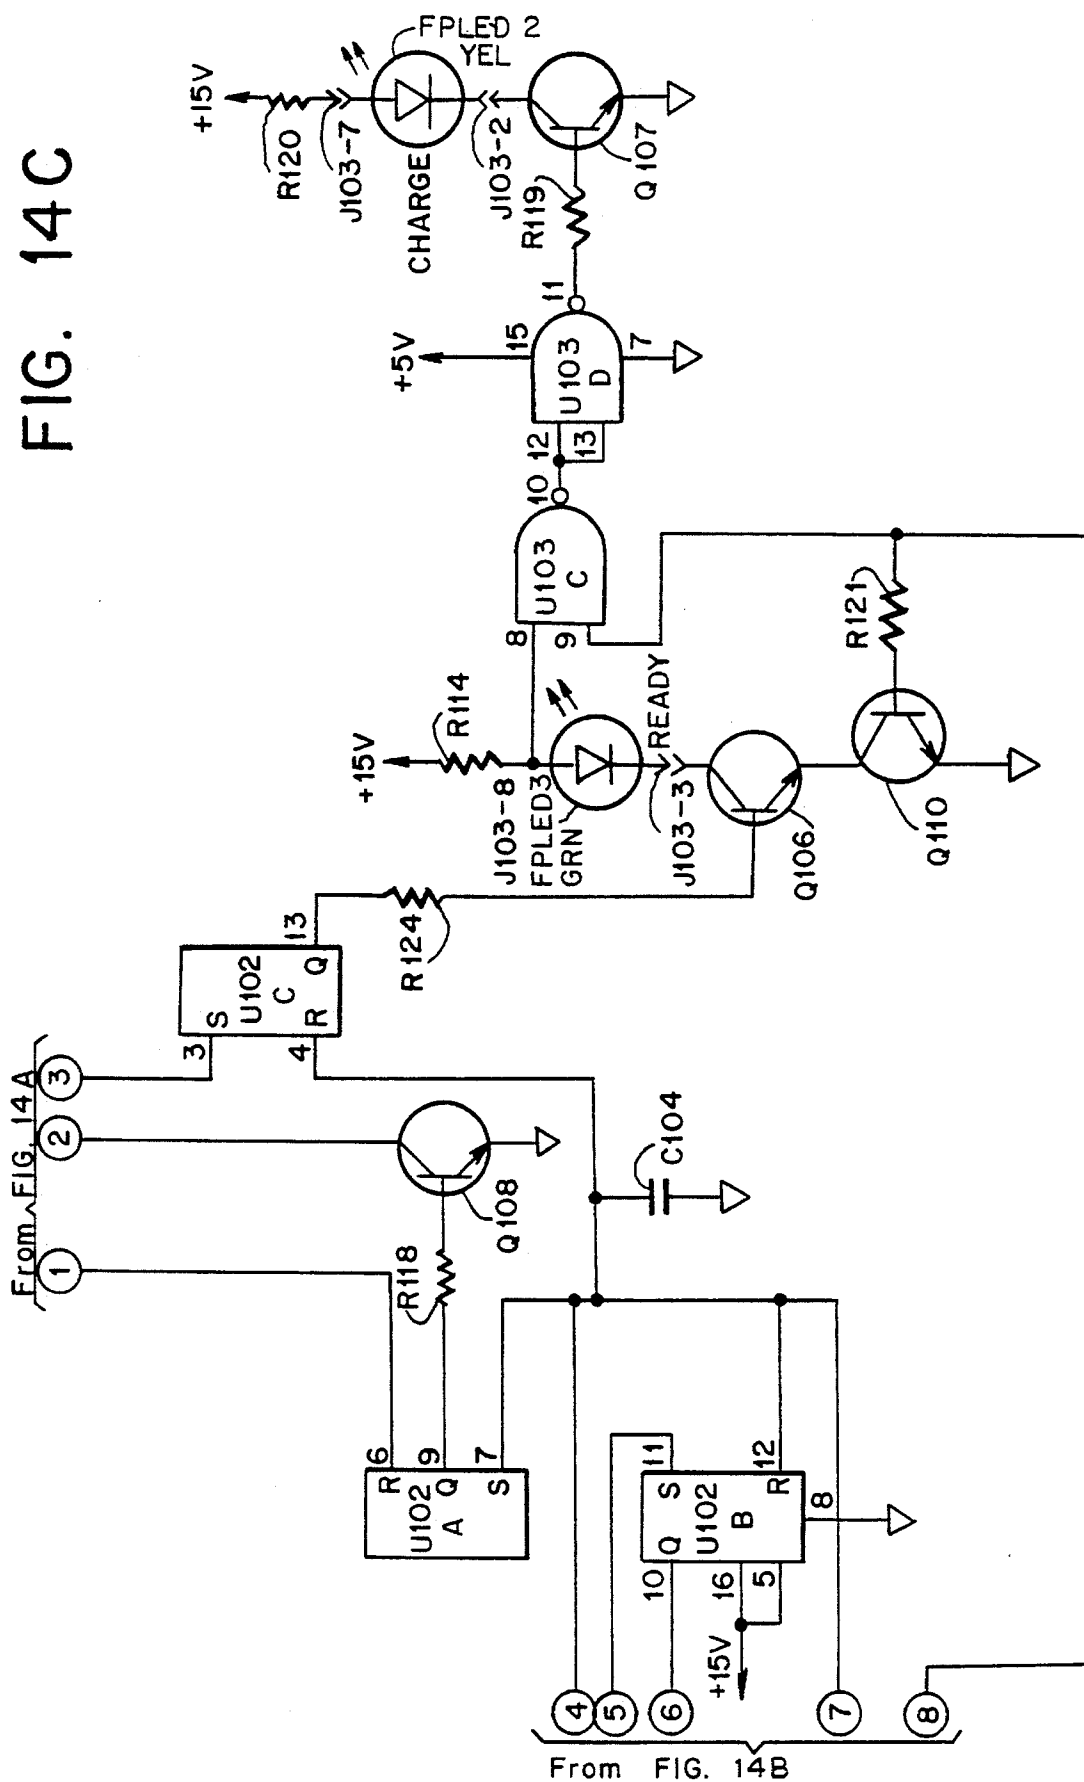 FIG. 14C
+15V
R120
J103-7
FPLED 2
YEL
CHARGE
J103-2
R119
Q107
11
+5V
15
U103
D
7
12
13
10
U103
C
8
9
+15V
R114
J103-8
FPLED3
GRN
READY
J103-3
Q106
R121
Q110
From FIG. 14A
1
2
3
S
U102
C
Q
R
3
4
13
R124
Q108
R118
C104
R
U102
A
Q
S
6
9
7
S
U102
B
Q
R
11
12
10
16
5
8
+15V
4
5
6
7
8
From FIG. 14B